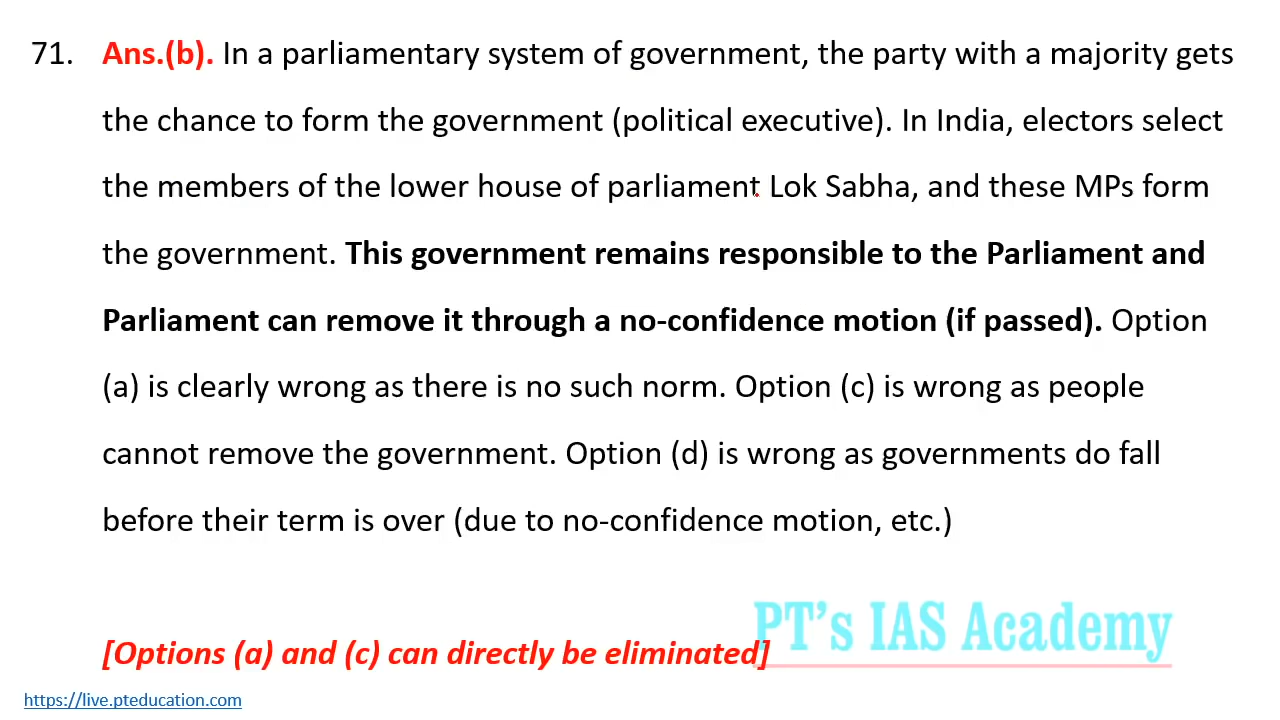 71. Ans.(b). In a parliamentary system of government, the party with a majority gets
the chance to form the government (political executive). In India, electors select
the members of the lower house of parliament Lok Sabha, and these MPs form
the government. This government remains responsible to the Parliament and
Parliament can remove it through a no-confidence motion (if passed). Option
(a) is clearly wrong as there is no such norm. Option (c) is wrong as people
cannot remove the government. Option (d) is wrong as governments do fall
before their term is over (due to no-confidence motion, etc.)
PT's IAS Academy
[Options (a) and (c) can directly be eliminated]
https://live.pteducation.com